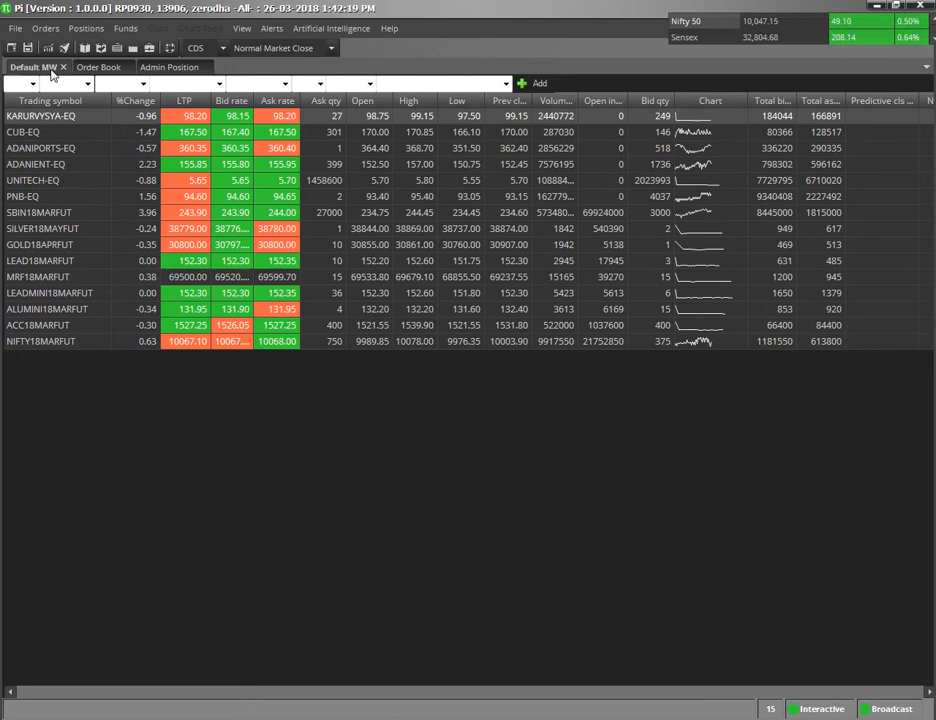 Pi [Version : 1.0.0.0] RP0930, 13906, zerodha -All- : 26-03-2018 1:42:19 PM
Nifty 50 10,047.15 49.10 0.50%
Sensex 32,804.68 208.14 0.64%
File Orders Positions Funds Charts Chart Tools View Alerts Artificial Intelligence Help
CDS Normal Market Close
Default MW Order Book Admin Position
Add
Trading symbol %Change LTP Bid rate Ask rate Ask qty Open High Low Prev cl... Volum... Open in... Bid qty Chart Total bi... Total as... Predictive cls ... N
KARURVYSYA-EQ -0.96 98.20 98.15 98.20 27 98.75 99.15 97.50 99.15 2440772 0 249 184044 166891
CUB-EQ -1.47 167.50 167.40 167.50 301 170.00 170.85 166.10 170.00 287030 0 146 80366 128517
ADANIPORTS-EQ -0.57 360.35 360.35 360.40 1 364.40 368.70 351.50 362.40 2856229 0 518 336220 290335
ADANIENT-EQ 2.23 155.85 155.80 155.95 399 152.50 157.00 150.75 152.45 7576195 0 1736 798302 596162
UNITECH-EQ -0.88 5.65 5.65 5.70 1458600 5.70 5.80 5.55 5.70 108884... 0 2023993 7729795 6710020
PNB-EQ 1.56 94.60 94.60 94.65 2 93.40 95.40 93.05 93.15 162779... 0 4037 9340408 2227492
SBIN18MARFUT 3.96 243.90 243.90 244.00 27000 234.75 244.45 234.45 234.60 573480... 69924000 3000 8445000 1815000
SILVER18MAYFUT -0.24 38779.00 38776.... 38780.00 1 38844.00 38869.00 38737.00 38874.00 1842 540390 2 949 617
GOLD18APRFUT -0.35 30800.00 30797.... 30800.00 10 30855.00 30861.00 30760.00 30907.00 1942 5138 1 469 513
LEAD18MARFUT 0.00 152.30 152.30 152.35 10 152.20 152.60 151.75 152.30 2945 17945 3 631 485
MRF18MARFUT 0.38 69500.00 69520.... 69599.70 15 69533.80 69679.10 68855.50 69237.55 15165 39270 15 1200 945
LEADMINI18MARFUT 0.00 152.30 152.30 152.35 36 152.30 152.60 151.80 152.30 5423 5613 6 1650 1379
ALUMINI18MARFUT -0.34 131.95 131.90 131.95 4 132.20 132.20 131.60 132.40 3613 6169 15 853 920
ACC18MARFUT -0.30 1527.25 1526.05 1527.25 400 1521.55 1539.90 1521.55 1531.80 522000 1037600 400 66400 84400
NIFTY18MARFUT 0.63 10067.10 10067.... 10068.00 750 9989.85 10078.00 9976.35 10003.90 9917550 21752850 375 1181550 613800
15 Interactive Broadcast